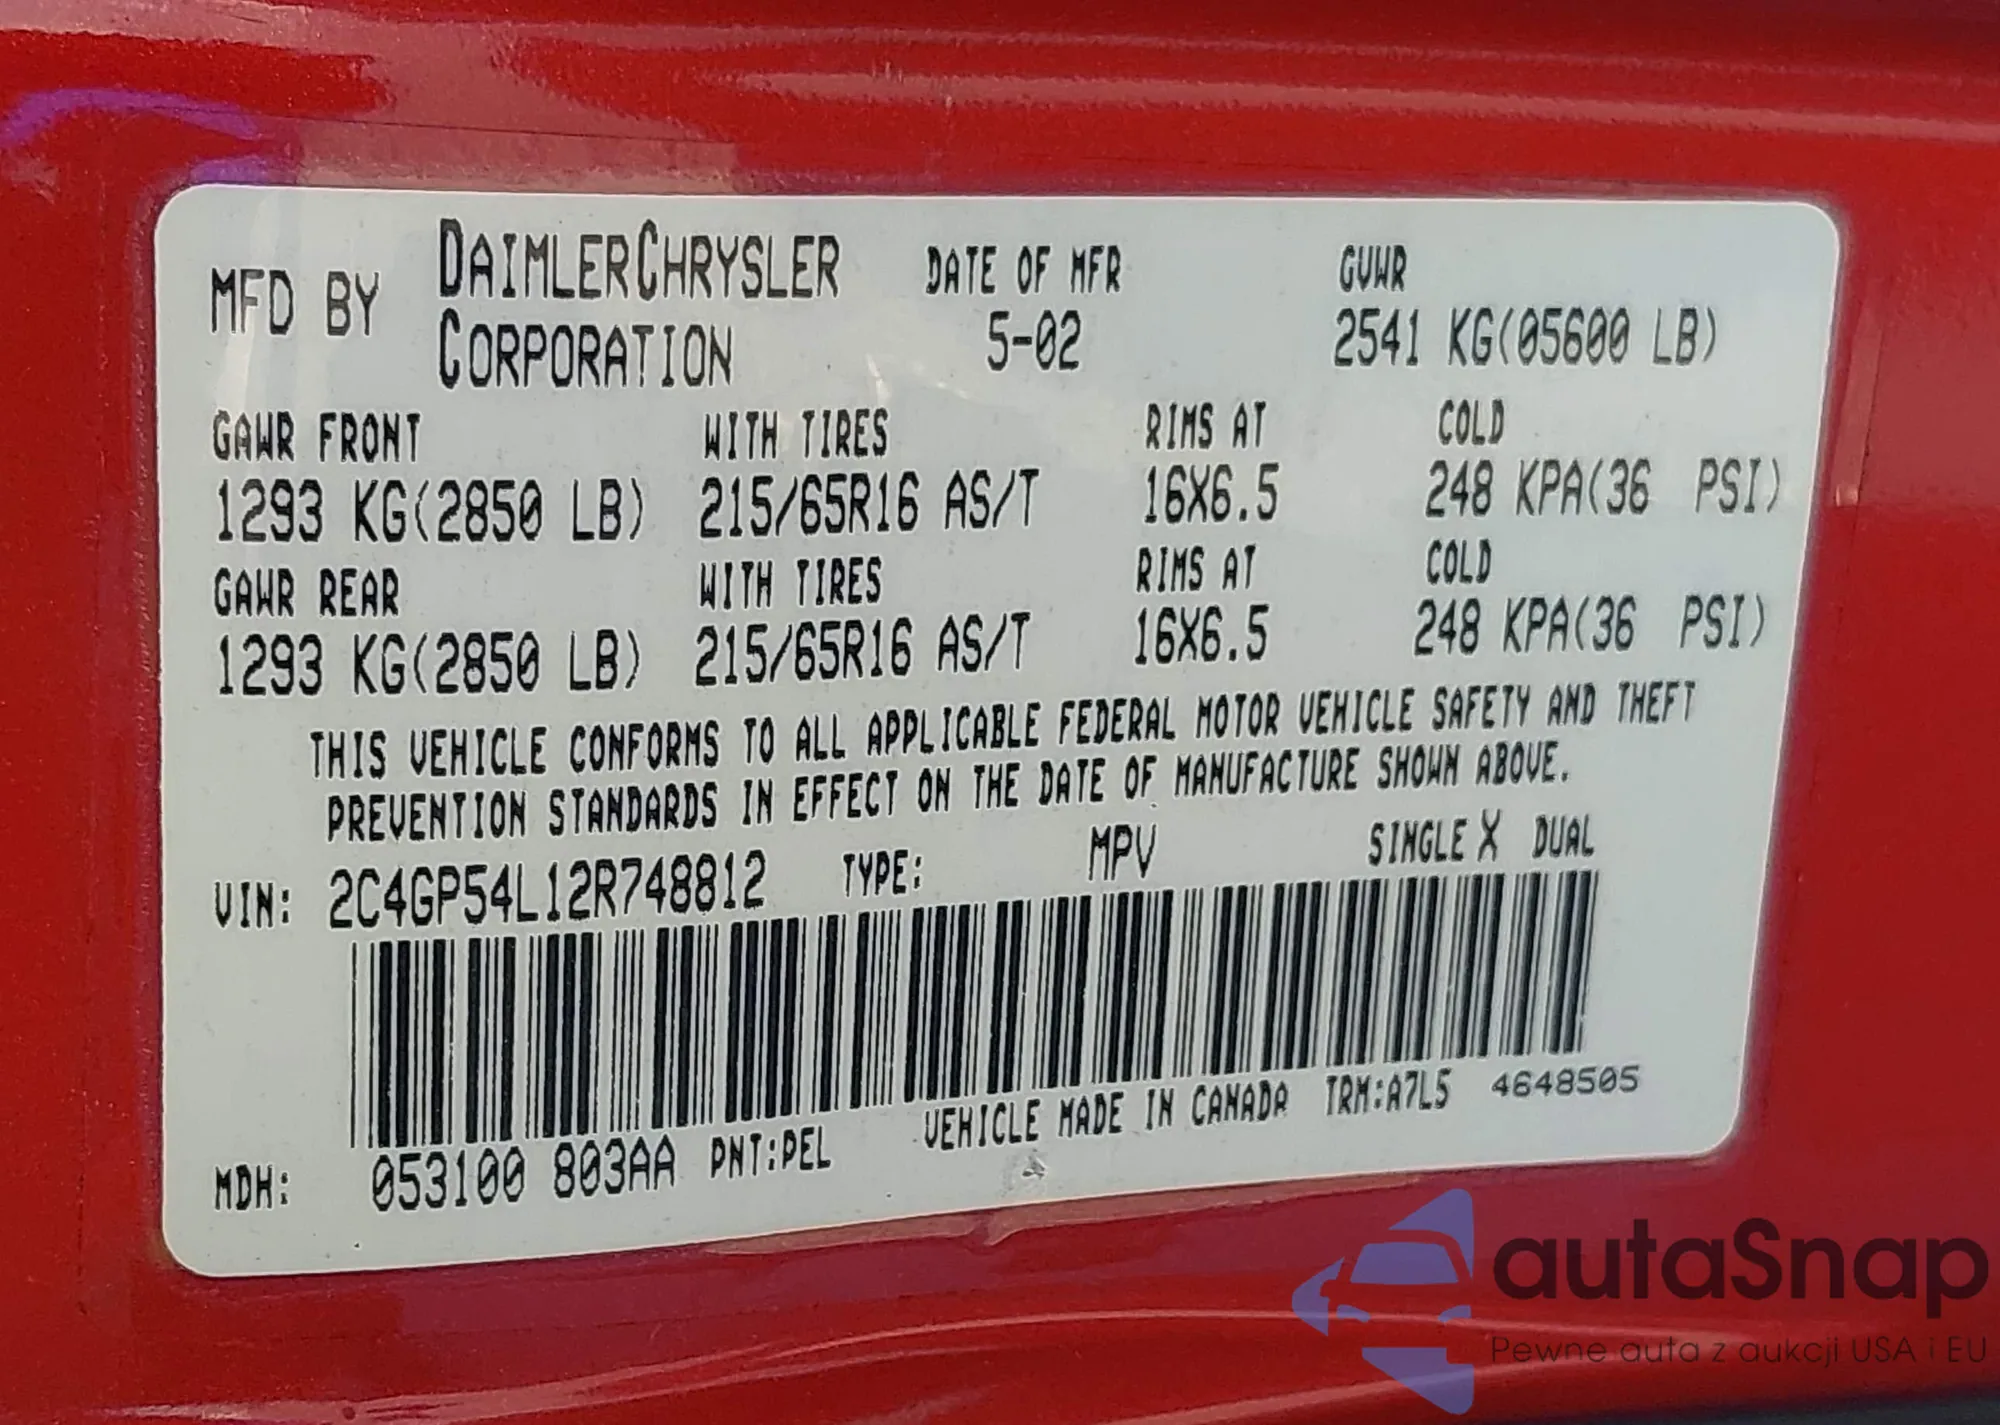 MFD BY DAIMLERCHRYSLER CORPORATION DATE OF MFR 5-02 GVWR 2541 KG(05600 LB)
GAWR FRONT WITH TIRES RIMS AT COLD
1293 KG(2850 LB) 215/65R16 AS/T 16X6.5 248 KPA(36 PSI)
GAWR REAR WITH TIRES RIMS AT COLD
1293 KG(2850 LB) 215/65R16 AS/T 16X6.5 248 KPA(36 PSI)
THIS VEHICLE CONFORMS TO ALL APPLICABLE FEDERAL MOTOR VEHICLE SAFETY AND THEFT
PREVENTION STANDARDS IN EFFECT ON THE DATE OF MANUFACTURE SHOWN ABOVE.
VIN: 2C4GP54L12R748812 TYPE: MPV SINGLE X DUAL
MDH: 053100 803AA PNT:PEL VEHICLE MADE IN CANADA TRM:A7L5 4648505
autaSnap
Pewne auta z aukcji USA i EU